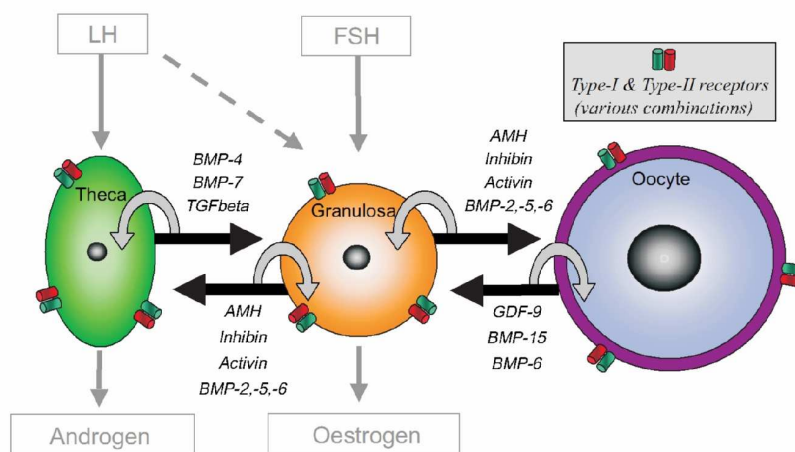 LH
FSH
Type-I & Type-II receptors
(various combinations)
BMP-4
BMP-7
TGFbeta
AMH
Inhibin
Activin
BMP-2,-5,-6
Theca
Granulosa
Oocyte
AMH
Inhibin
Activin
BMP-2,-5,-6
GDF-9
BMP-15
BMP-6
Androgen
Oestrogen